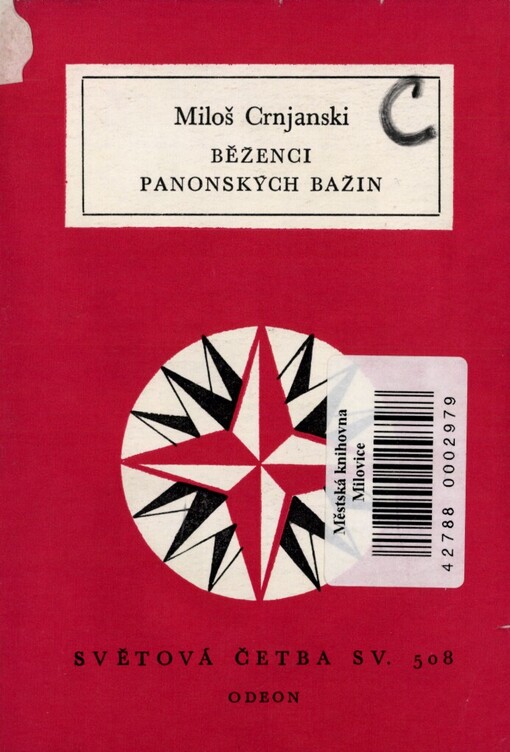 Miloš Crnjanski
C
BĚŽENCI
PANONSKÝCH BAŽIN
Městská knihovna
Milovice
42788 0002979
SVĚTOVÁ ČETBA SV. 508
ODEON